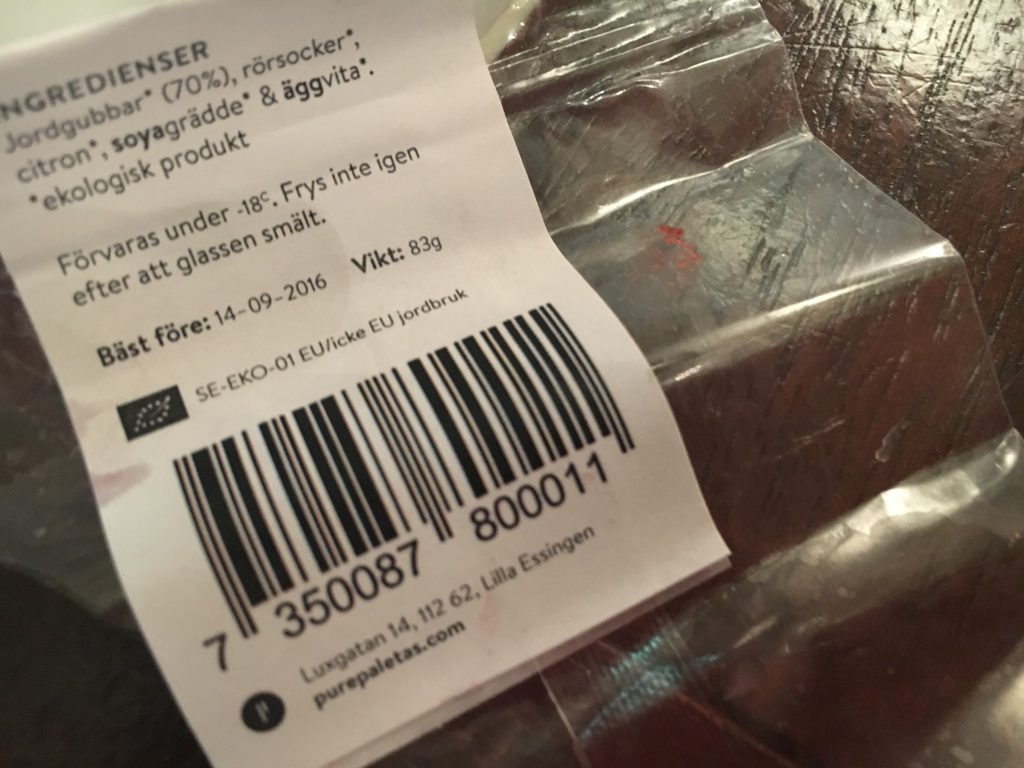 INGREDIENSER
Jordgubbar* (70%), rörsocker*,
citron*, soyagrädde* & äggvita*.
*ekologisk produkt
Förvaras under -18c. Frys inte igen
efter att glassen smält.
Bäst före: 14-09-2016 Vikt: 83g
SE-EKO-01 EU/icke EU jordbruk
7 350087 800011
Luxgatan 14, 112 62, Lilla Essingen
purepaletas.com